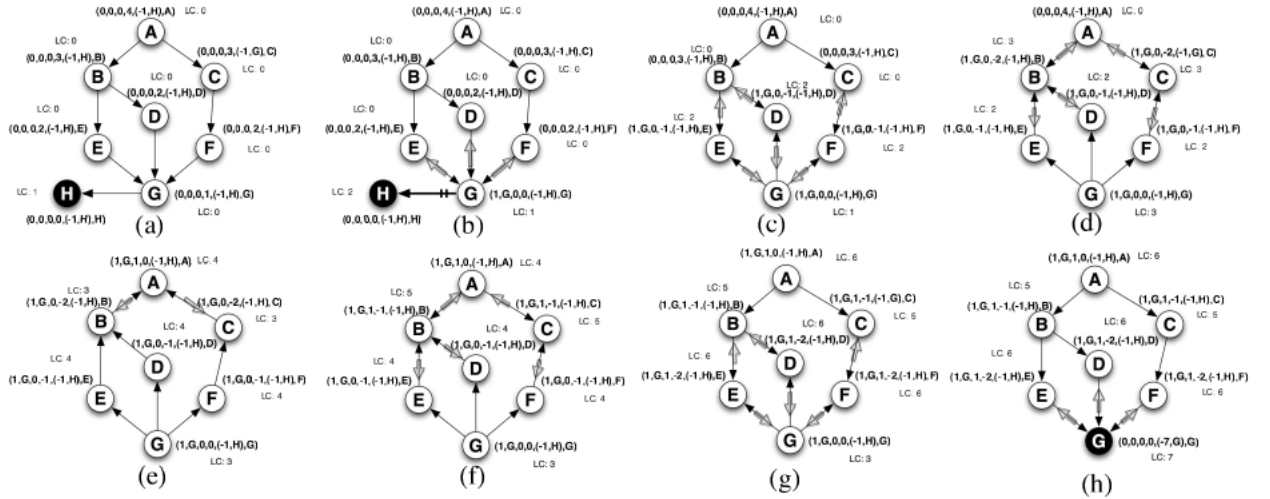 (0,0,0,4,(-1,H),A) LC: 0
A
LC: 0
(0,0,0,3,(-1,H),B)
(0,0,0,3,(-1,G),C)
B
C
LC: 0
LC: 0
(0,0,0,2,(-1,H),D)
D
LC: 0
(0,0,0,2,(-1,H),E)
E
(0,0,0,2,(-1,H),F)
F
LC: 0
LC: 1
H
G
(0,0,0,1,(-1,H),G)
LC: 0
(0,0,0,0,(-1,H),H)
(a)
(0,0,0,4,(-1,H),A) LC: 0
A
LC: 0
(0,0,0,3,(-1,H),B)
(0,0,0,3,(-1,H),C)
B
C
LC: 0
LC: 0
(0,0,0,2,(-1,H),D)
D
LC: 0
(0,0,0,2,(-1,H),E)
E
(0,0,0,2,(-1,H),F)
F
LC: 0
LC: 2
H
G
(1,G,0,0,(-1,H),G)
LC: 1
(0,0,0,0,(-1,H),H)
(b)
(0,0,0,4,(-1,H),A) LC: 0
A
LC: 0
(0,0,0,3,(-1,H),B)
(0,0,0,3,(-1,H),C)
B
C
LC: 0
LC: 2
(1,G,0,-1,(-1,H),D)
D
LC: 2
(1,G,0,-1,(-1,H),E)
E
(1,G,0,-1,(-1,H),F)
F
LC: 2
G
(1,G,0,0,(-1,H),G)
LC: 1
(c)
(0,0,0,4,(-1,H),A) LC: 0
A
LC: 3
(1,G,0,-2,(-1,H),B)
(1,G,0,-2,(-1,G),C)
B
C
LC: 3
LC: 2
(1,G,0,-1,(-1,H),D)
D
LC: 2
(1,G,0,-1,(-1,H),E)
E
(1,G,0,-1,(-1,H),F)
F
LC: 2
G
(1,G,0,0,(-1,H),G)
LC: 3
(d)
(1,G,1,0,(-1,H),A) LC: 4
A
LC: 3
(1,G,0,-2,(-1,H),B)
(1,G,0,-2,(-1,H),C)
B
C
LC: 3
LC: 4
(1,G,0,-1,(-1,H),D)
D
LC: 4
(1,G,0,-1,(-1,H),E)
E
(1,G,0,-1,(-1,H),F)
F
LC: 4
G
(1,G,0,0,(-1,H),G)
LC: 3
(e)
(1,G,1,0,(-1,H),A) LC: 4
A
LC: 5
(1,G,1,-1,(-1,H),B)
(1,G,1,-1,(-1,H),C)
B
C
LC: 5
LC: 4
(1,G,0,-1,(-1,H),D)
D
LC: 4
(1,G,0,-1,(-1,H),E)
E
(1,G,0,-1,(-1,H),F)
F
LC: 4
G
(1,G,0,0,(-1,H),G)
LC: 3
(f)
(1,G,1,0,(-1,H),A) LC: 6
A
LC: 5
(1,G,1,-1,(-1,H),B)
(1,G,1,-1,(-1,G),C)
B
C
LC: 5
LC: 6
(1,G,1,-2,(-1,H),D)
D
LC: 6
(1,G,1,-2,(-1,H),E)
E
(1,G,1,-2,(-1,H),F)
F
LC: 6
G
(1,G,0,0,(-1,H),G)
LC: 3
(g)
(1,G,1,0,(-1,H),A) LC: 6
A
LC: 5
(1,G,1,-1,(-1,H),B)
(1,G,1,-1,(-1,H),C)
B
C
LC: 5
LC: 6
(1,G,1,-2,(-1,H),D)
D
LC: 6
(1,G,1,-2,(-1,H),E)
E
(1,G,1,-2,(-1,H),F)
F
LC: 6
G
(0,0,0,0,(-7,G),G)
LC: 7
(h)